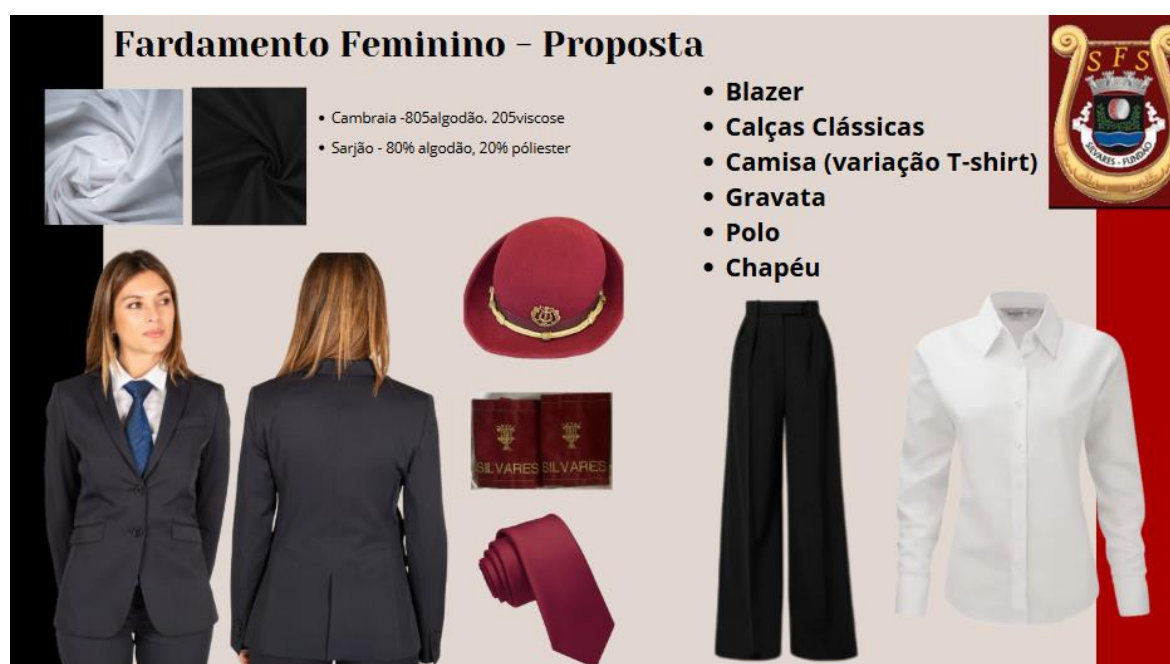 Fardamento Feminino - Proposta
Cambraia -805algodão. 205viscose
Sarjão - 80% algodão, 20% póliester
Blazer
Calças Clássicas
Camisa (variação T-shirt)
Gravata
Polo
Chapéu
S F S
SILVARES - FUNDÃO
SILVARES SILVARES